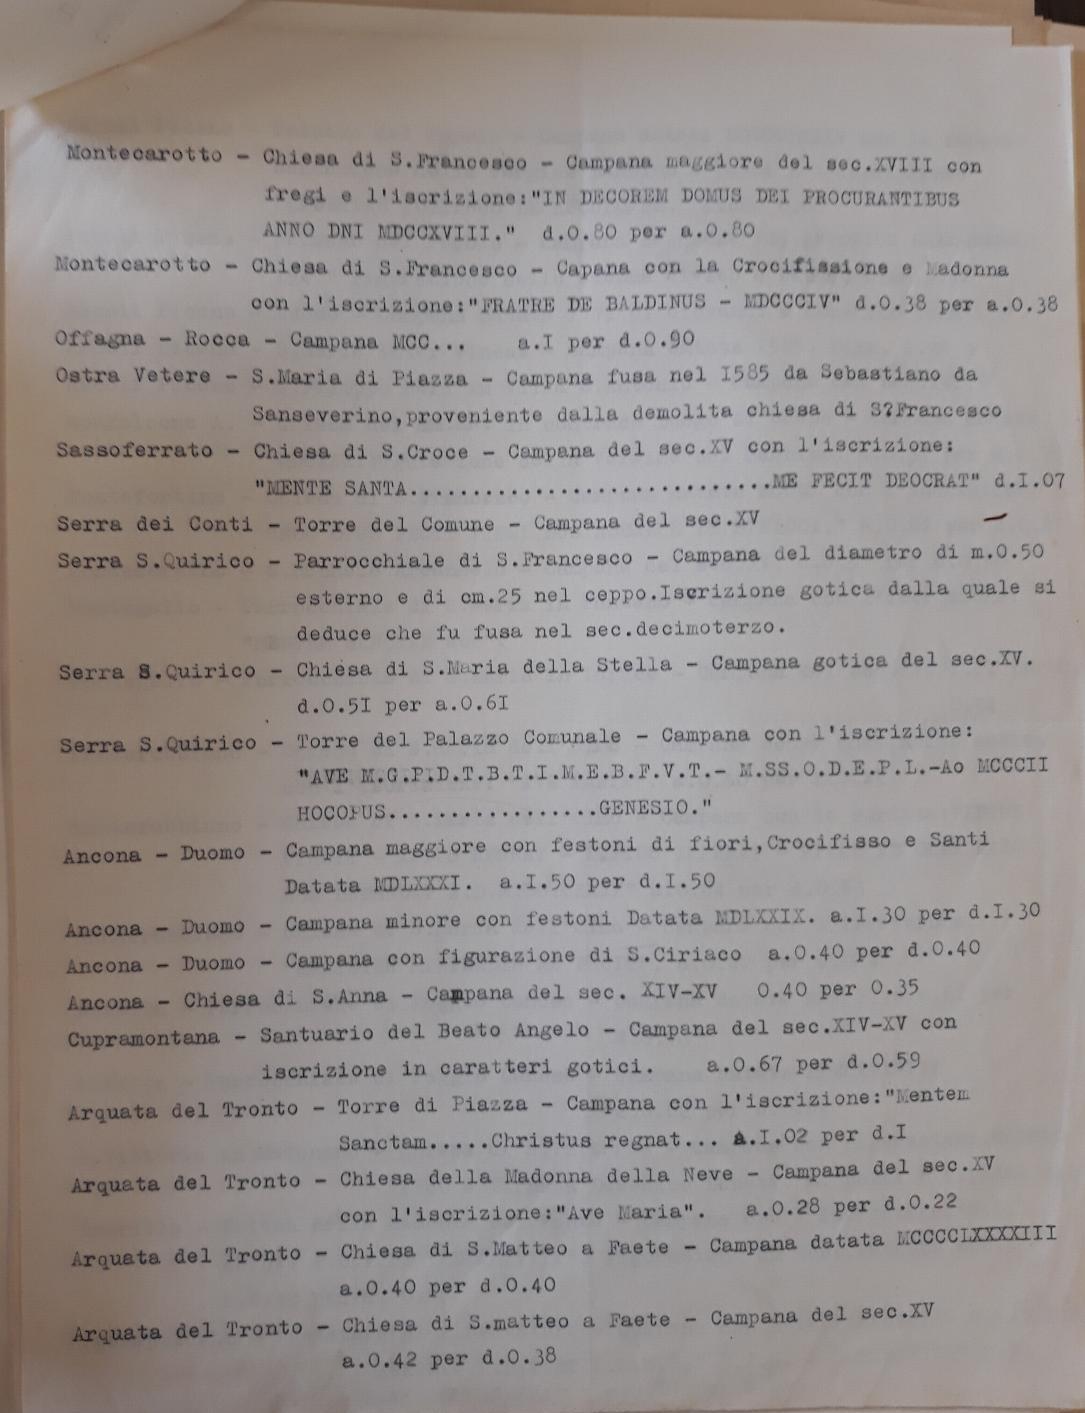 Montecarotto - Chiesa di S.Francesco - Campana maggiore del sec.XVIII con
fregi e l'iscrizione:"IN DECOREM DOMUS DEI PROCURANTIBUS
ANNO DNI MDCCXVIII."  d.0.80 per a.0.80
Montecarotto - Chiesa di S.Francesco - Capana con la Crocifissione e Madonna
con l'iscrizione:"FRATRE DE BALDINUS - MDCCCIV" d.0.38 per a.0.38
Offagna - Rocca - Campana MCC...    a.I per d.0.90
Ostra Vetere - S.Maria di Piazza - Campana fusa nel I585 da Sebastiano da
Sanseverino,proveniente dalla demolita chiesa di S?Francesco
Sassoferrato - Chiesa di S.Croce - Campana del sec.XV con l'iscrizione:
"MENTE SANTA.............................ME FECIT DEOCRAT" d.I.07
Serra dei Conti - Torre del Comune - Campana del sec.XV
Serra S.Quirico - Parrocchiale di S.Francesco - Campana del diametro di m.0.50
esterno e di cm.25 nel ceppo.Iscrizione gotica dalla quale si
deduce che fu fusa nel sec.decimoterzo.
Serra S.Quirico - Chiesa di S.Maria della Stella - Campana gotica del sec.XV.
d.0.5I per a.0.6I
Serra S.Quirico - Torre del Palazzo Comunale - Campana con l'iscrizione:
"AVE M.G.P.D.T.B.T.I.M.E.B.F.V.T.- M.SS.O.D.E.P.L.-Ao MCCCII
HOCOPUS.................GENESIO."
Ancona - Duomo - Campana maggiore con festoni di fiori,Crocifisso e Santi
Datata MDLXXXI.  a.I.50 per d.I.50
Ancona - Duomo - Campana minore con festoni Datata MDLXXIX. a.I.30 per d.I.30
Ancona - Duomo - Campana con figurazione di S.Ciriaco  a.0.40 per d.0.40
Ancona - Chiesa di S.Anna - Campana del sec. XIV-XV   0.40 per 0.35
Cupramontana - Santuario del Beato Angelo - Campana del sec.XIV-XV con
iscrizione in caratteri gotici.    a.0.67 per d.0.59
Arquata del Tronto - Torre di Piazza - Campana con l'iscrizione:"Mentem
Sanctam.....Christus regnat... A.I.02 per d.I
Arquata del Tronto - Chiesa della Madonna della Neve - Campana del sec.XV
con l'iscrizione:"Ave Maria".   a.0.28 per d.0.22
Arquata del Tronto - Chiesa di S.Matteo a Faete - Campana datata MCCCCLXXXXIII
a.0.40 per d.0.40
Arquata del Tronto - Chiesa di S.matteo a Faete - Campana del sec.XV
a.0.42 per d.0.38